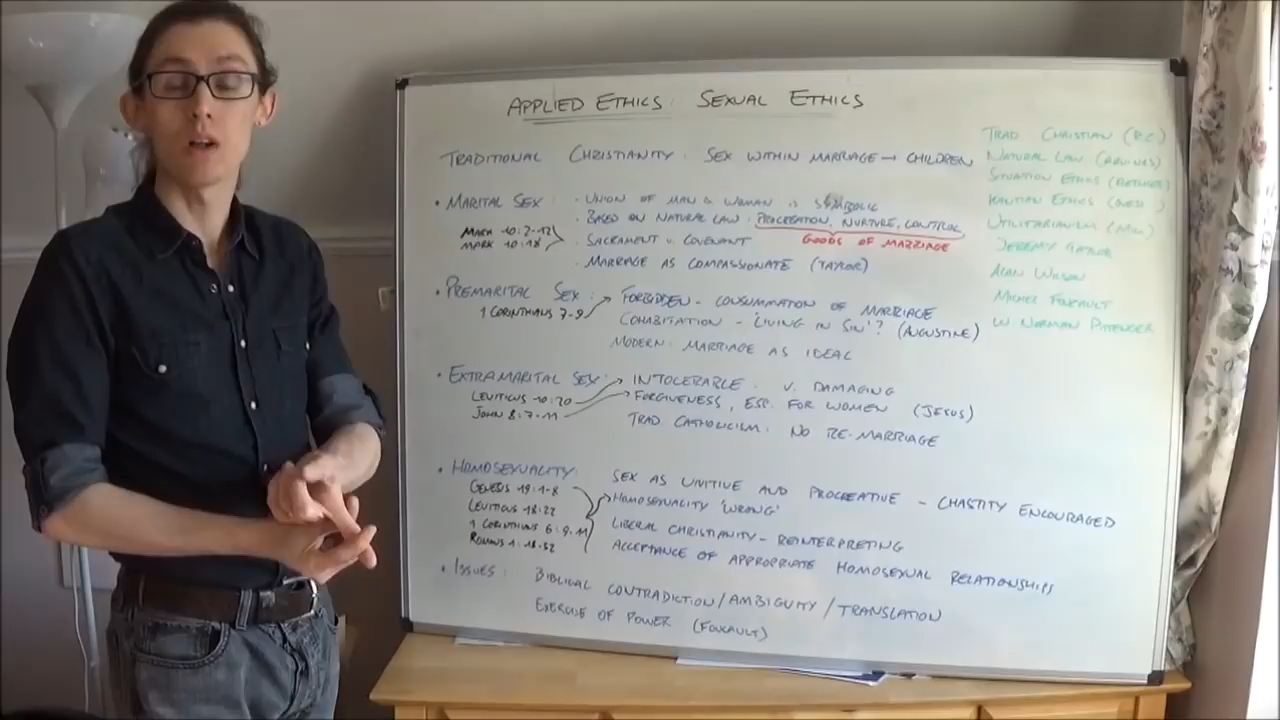 APPLIED ETHICS: SEXUAL ETHICS
TRADITIONAL CHRISTIANITY: SEX WITHIN MARRIAGE → CHILDREN
• MARITAL SEX:
MARK 10:2-12
MARK 10:18
· UNION OF MAN & WOMAN IS SYMBOLIC
· BASED ON NATURAL LAW: PROCREATION, NURTURE, CONTROL
GOODS OF MARRIAGE
· SACRAMENT V. COVENANT
· MARRIAGE AS COMPASSIONATE (TAYLOR)
• PREMARITAL SEX:
1 CORINTHIANS 7-9
FORBIDDEN - CONSUMMATION OF MARRIAGE
COHABITATION - 'LIVING IN SIN'? (AUGUSTINE)
MODERN: MARRIAGE AS IDEAL
• EXTRAMARITAL SEX:
LEVITICUS 10:20
JOHN 8:7-11
INTOLERABLE V. DAMAGING
FORGIVENESS, ESP. FOR WOMEN (JESUS)
TRAD CATHOLICISM: NO RE-MARRIAGE
• HOMOSEXUALITY:
GENESIS 19:1-8
LEVITICUS 18:22
1 CORINTHIANS 6:9-11
ROMANS 1:18-32
SEX AS UNITIVE AND PROCREATIVE - CHASTITY ENCOURAGED
HOMOSEXUALITY 'WRONG'
LIBERAL CHRISTIANITY - REINTERPRETING
ACCEPTANCE OF APPROPRIATE HOMOSEXUAL RELATIONSHIPS
• ISSUES:
BIBLICAL CONTRADICTION/AMBIGUITY/TRANSLATION
EXERCISE OF POWER (FOUCAULT)
TRAD CHRISTIAN (R.C)
NATURAL LAW (AQUINAS)
SITUATION ETHICS (FLETCHER)
KANTIAN ETHICS
UTILITARIANISM (MILL)
JEREMY TAYLOR
ALAN WILSON
MICHEL FOUCAULT
W NORMAN PITTENGER